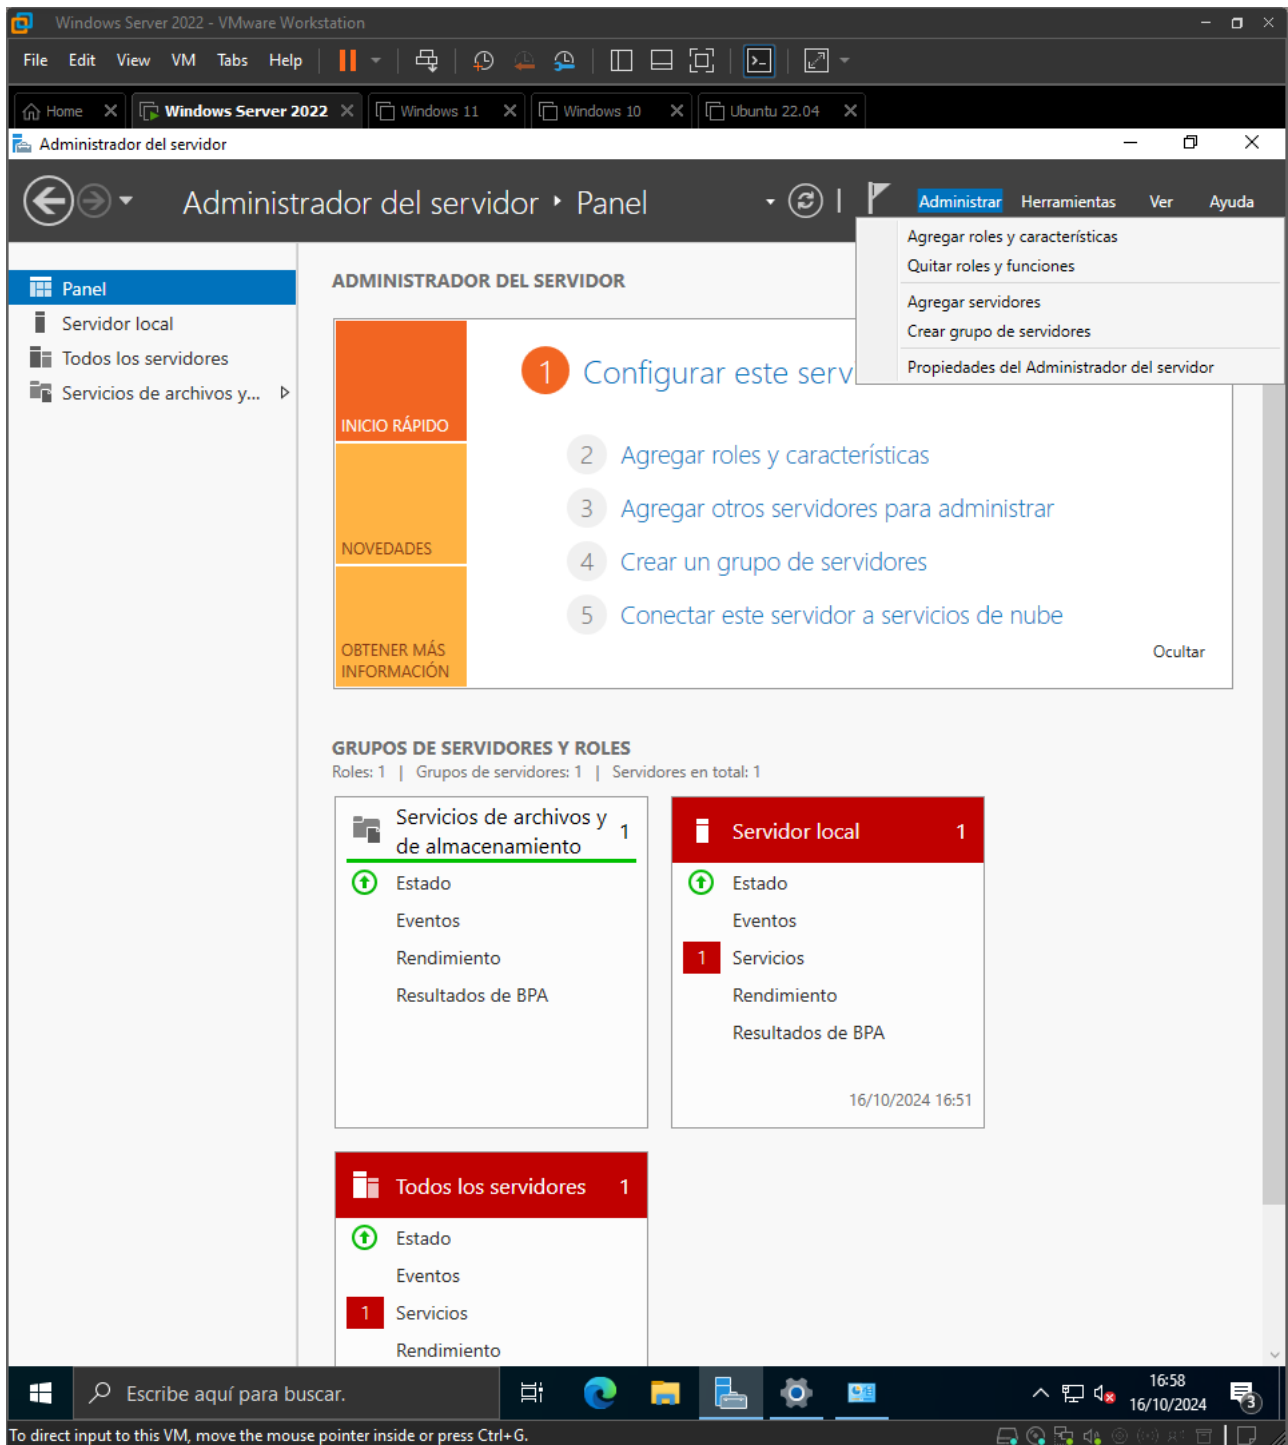 Windows Server 2022 - VMware Workstation
File Edit View VM Tabs Help
Home Windows Server 2022 Windows 11 Windows 10 Ubuntu 22.04
Administrador del servidor
Administrador del servidor Panel
Administrar Herramientas Ver Ayuda
Agregar roles y características
Quitar roles y funciones
Agregar servidores
Crear grupo de servidores
Propiedades del Administrador del servidor
Panel
Servidor local
Todos los servidores
Servicios de archivos y...
ADMINISTRADOR DEL SERVIDOR
INICIO RÁPIDO
NOVEDADES
OBTENER MÁS
INFORMACIÓN
1 Configurar este serv
2 Agregar roles y características
3 Agregar otros servidores para administrar
4 Crear un grupo de servidores
5 Conectar este servidor a servicios de nube
Ocultar
GRUPOS DE SERVIDORES Y ROLES
Roles: 1 | Grupos de servidores: 1 | Servidores en total: 1
Servicios de archivos y
de almacenamiento 1
Estado
Eventos
Rendimiento
Resultados de BPA
Servidor local 1
Estado
Eventos
1 Servicios
Rendimiento
Resultados de BPA
16/10/2024 16:51
Todos los servidores 1
Estado
Eventos
1 Servicios
Rendimiento
Escribe aquí para buscar.
16:58
16/10/2024
3
To direct input to this VM, move the mouse pointer inside or press Ctrl+G.